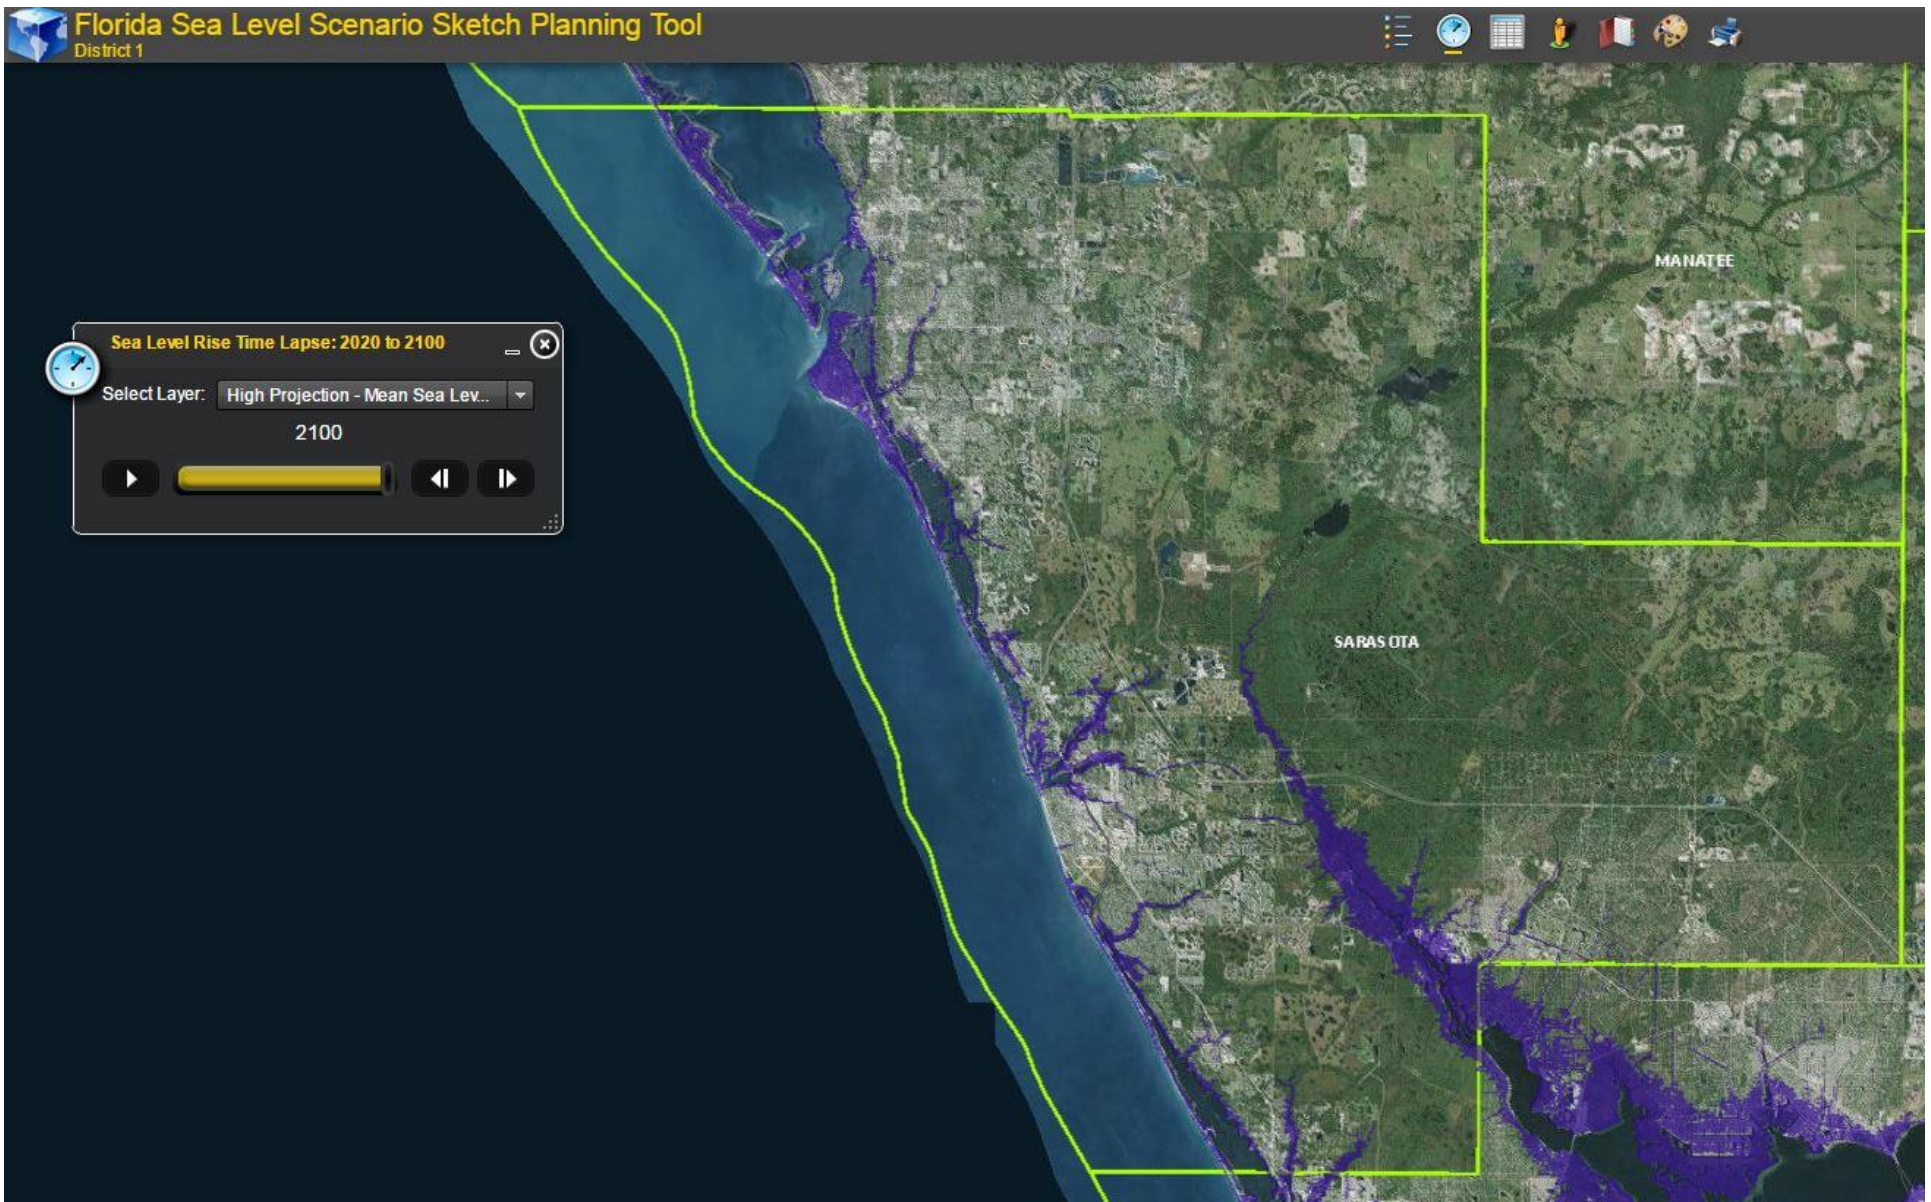 Florida Sea Level Scenario Sketch Planning Tool
District 1
MANATEE
Sea Level Rise Time Lapse: 2020 to 2100
Select Layer: High Projection - Mean Sea Lev...
2100
SARASOTA